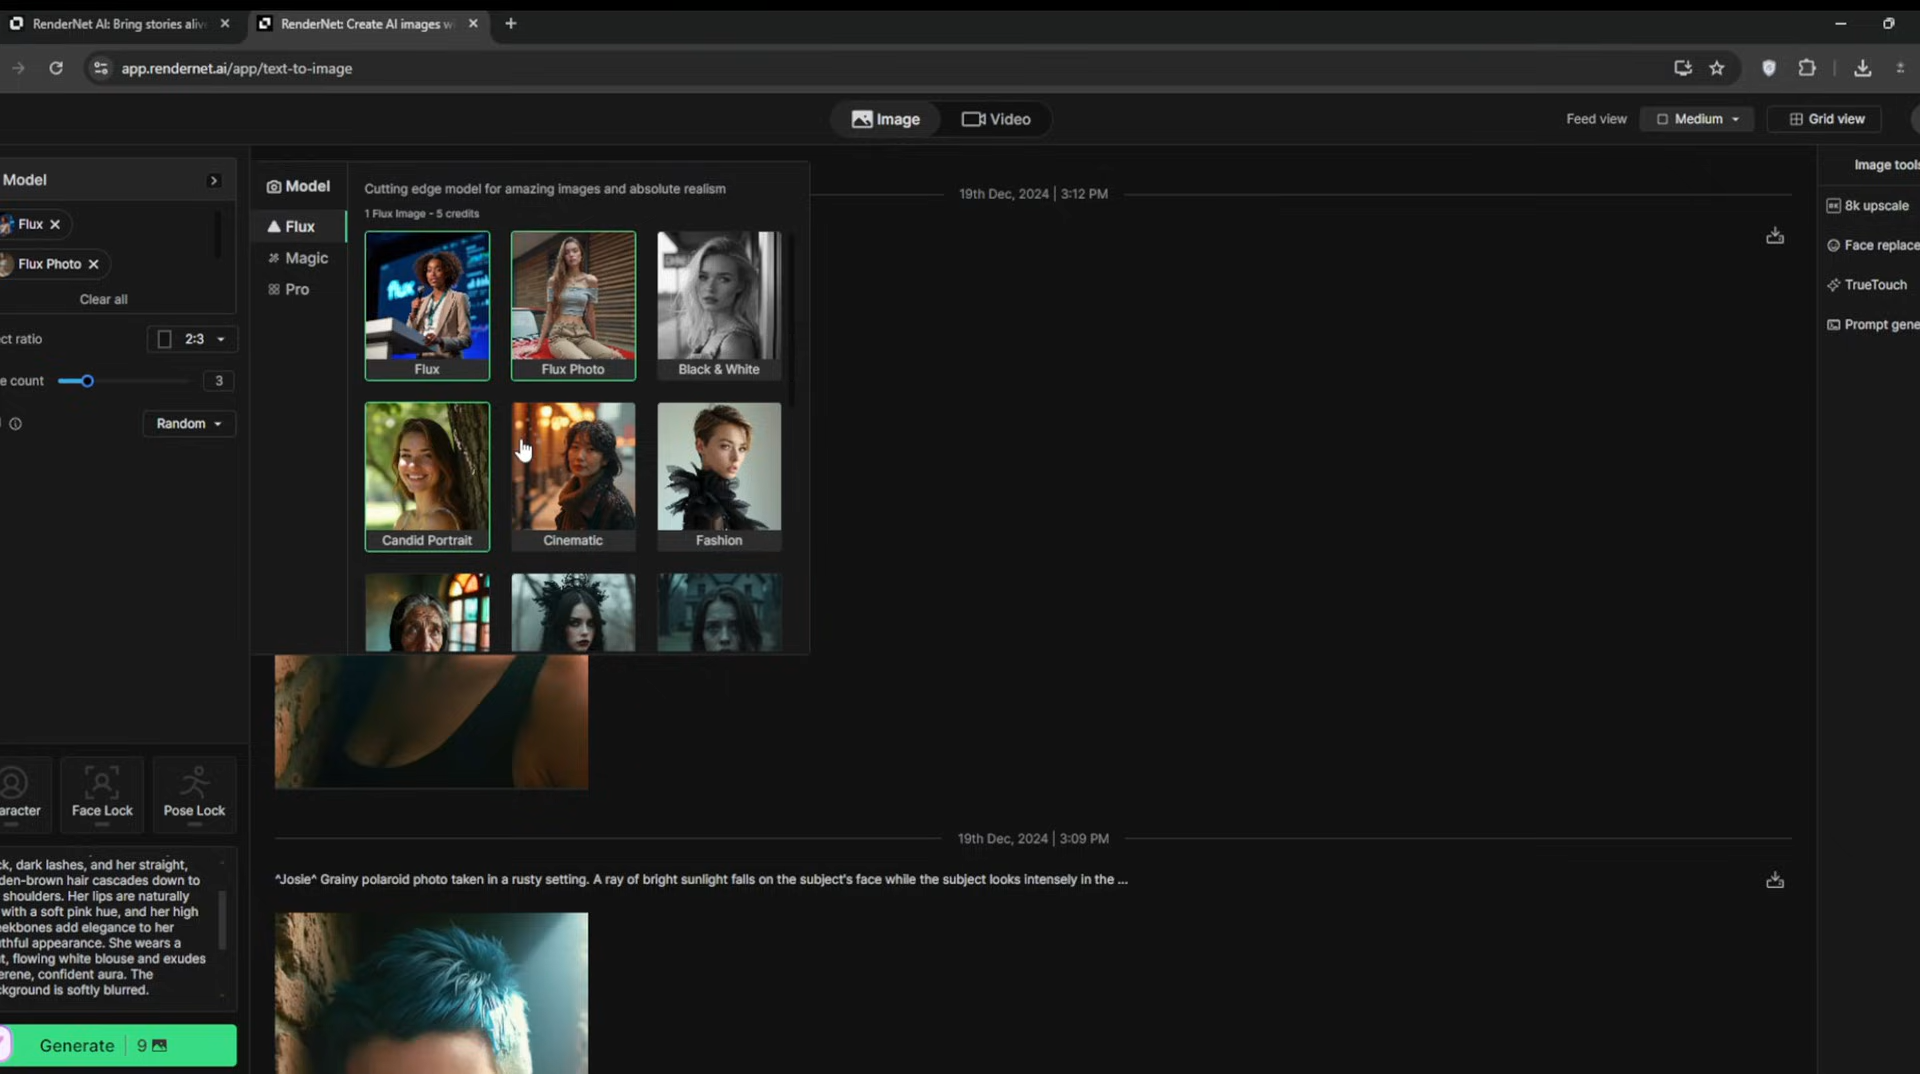 RenderNet AI: Bring stories aliv
RenderNet: Create AI images w
app.rendernet.ai/app/text-to-image
Image
Video
Feed view
Medium
Grid view
Model
Flux
Flux Photo
Clear all
ct ratio
2:3
e count
3
Random
Model
Flux
Magic
Pro
Cutting edge model for amazing images and absolute realism
1 Flux Image - 5 credits
flux
Flux
Flux Photo
Black & White
Candid Portrait
Cinematic
Fashion
19th Dec, 2024 | 3:12 PM
Image tools
8k upscale
Face replace
TrueTouch
Prompt gene
aracter
Face Lock
Pose Lock
ck, dark lashes, and her straight,
den-brown hair cascades down to
shoulders. Her lips are naturally
with a soft pink hue, and her high
eekbones add elegance to her
uthful appearance. She wears a
t, flowing white blouse and exudes
erene, confident aura. The
ckground is softly blurred.
Generate
9
19th Dec, 2024 | 3:09 PM
^Josie^ Grainy polaroid photo taken in a rusty setting. A ray of bright sunlight falls on the subject's face while the subject looks intensely in the ...